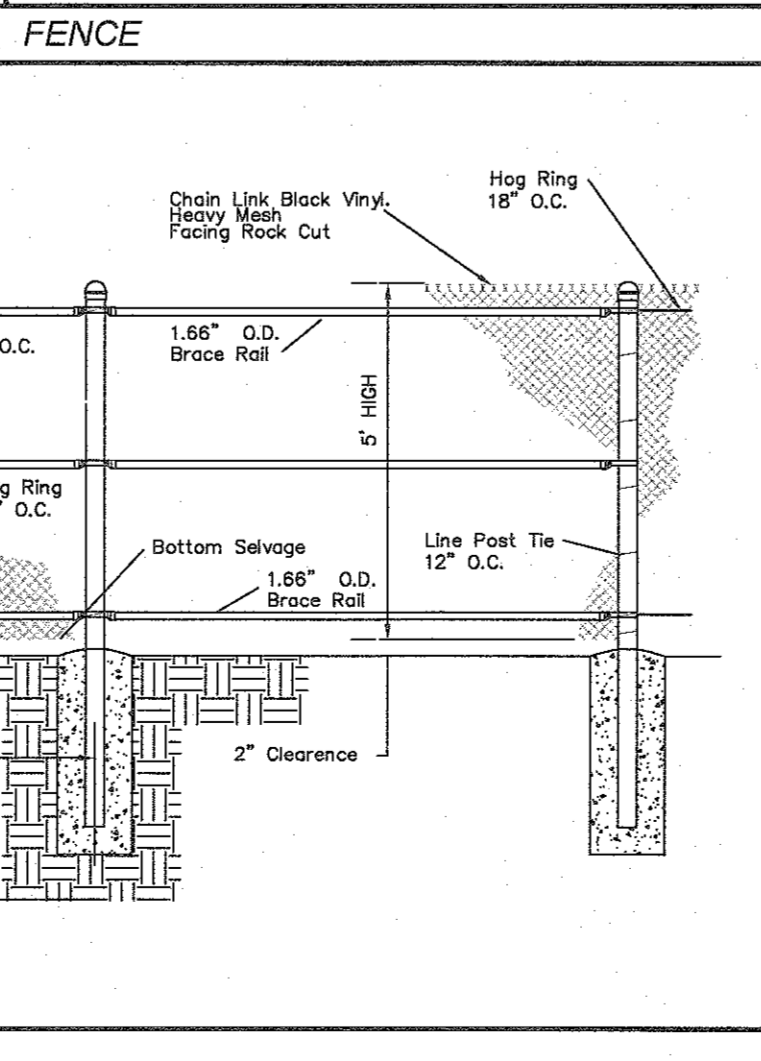 FENCE
Hog Ring
18" O.C.
Chain Link Black Vinyl.
Heavy Mesh
Facing Rock Cut
1.66" O.D.
Brace Rail
O.C.
5' HIGH
g Ring
" O.C.
Bottom Selvage
Line Post Tie
12" O.C.
1.66" O.D.
Brace Rail
2" Clearence